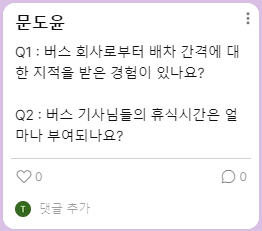 문도윤
Q1 : 버스 회사로부터 배차 간격에 대
한 지적을 받은 경험이 있나요?
Q2 : 버스 기사님들의 휴식시간은 얼
마나 부여되나요?
0 0
T 댓글 추가